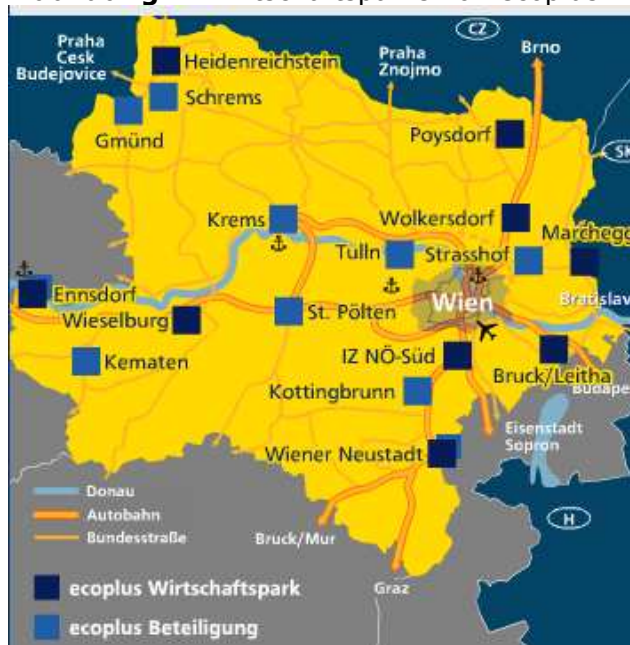 CZ
Brno
Praha
Cesk
Budejovice
Heidenreichstein
Praha
Znojmo
Schrems
Gmünd
Poysdorf
SK
Krems
Wolkersdorf
Marchegg
Tulln
Strasshof
Ennsdorf
Wien
Bratislav
Wieselburg
St. Pölten
IZ NÖ-Süd
Kematen
Bruck/Leitha
Kottingbrunn
Budape
Eisenstadt
Sopron
Wiener Neustadt
Donau
Autobahn
Bundesstraße
Bruck/Mur
H
Graz
ecoplus Wirtschaftspark
ecoplus Beteiligung